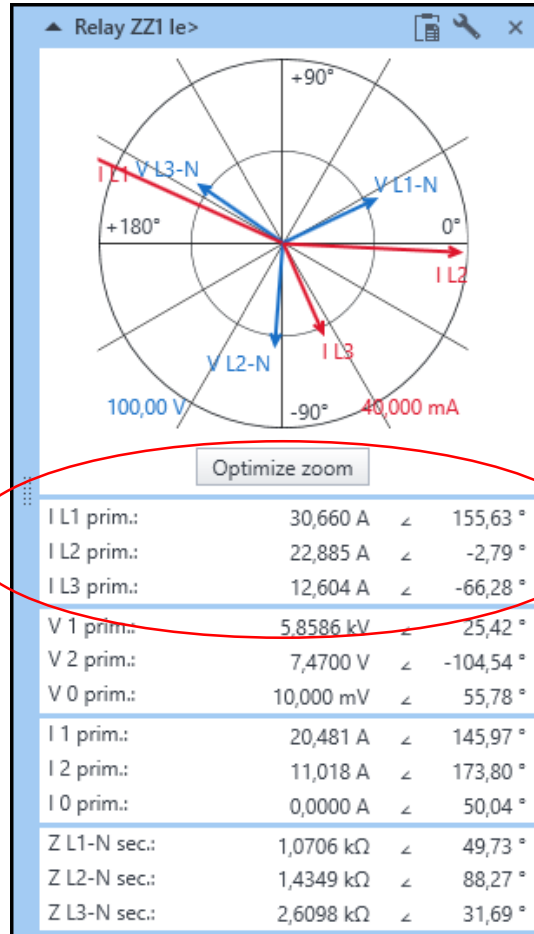 Relay ZZ1 le>
+90°
I L1 V L3-N
V L1-N
+180°
0°
I L2
I L3
V L2-N
100,00 V
-90°
40,000 mA
Optimize zoom
I L1 prim.: 30,660 A ∠ 155,63 °
I L2 prim.: 22,885 A ∠ -2,79 °
I L3 prim.: 12,604 A ∠ -66,28 °
V 1 prim.: 5,8586 kV ∠ 25,42 °
V 2 prim.: 7,4700 V ∠ -104,54 °
V 0 prim.: 10,000 mV ∠ 55,78 °
I 1 prim.: 20,481 A ∠ 145,97 °
I 2 prim.: 11,018 A ∠ 173,80 °
I 0 prim.: 0,0000 A ∠ 50,04 °
Z L1-N sec.: 1,0706 kΩ ∠ 49,73 °
Z L2-N sec.: 1,4349 kΩ ∠ 88,27 °
Z L3-N sec.: 2,6098 kΩ ∠ 31,69 °